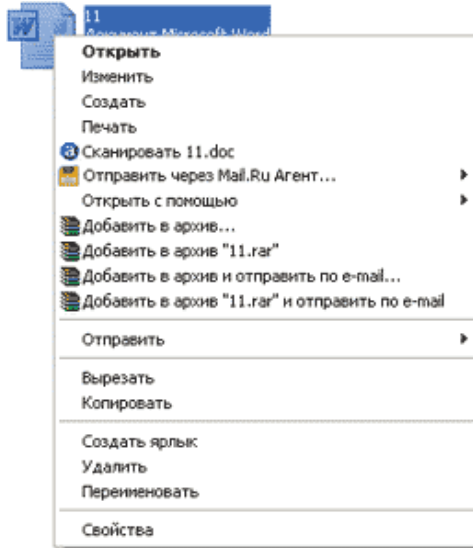 11
Документ Microsoft Word
Открыть
Изменить
Создать
Печать
Сканировать 11.doc
Отправить через Mail.Ru Агент...
Открыть с помощью
Добавить в архив...
Добавить в архив "11.rar"
Добавить в архив и отправить по e-mail...
Добавить в архив "11.rar" и отправить по e-mail
Отправить
Вырезать
Копировать
Создать ярлык
Удалить
Переименовать
Свойства